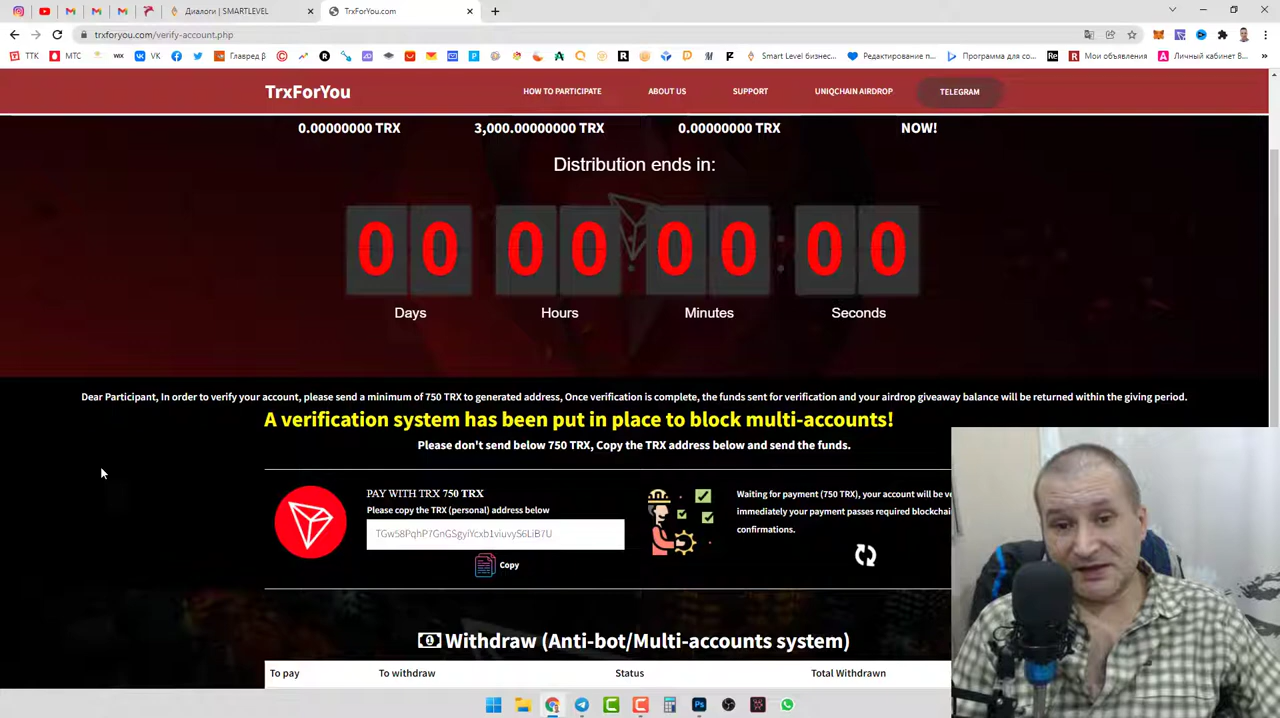 Диалоги | SMARTLEVEL
TrxForYou.com
trxforyou.com/verify-account.php
ТТК
МТС
wix
VK
Главред β
Smart Level бизнес...
Редактирование п...
Программа для со...
Мои объявления
Личный кабинет В...
TrxForYou
HOW TO PARTICIPATE
ABOUT US
SUPPORT
UNIQCHAIN AIRDROP
TELEGRAM
0.00000000 TRX
3,000.00000000 TRX
0.00000000 TRX
NOW!
Distribution ends in:
00 00 00 00
Days Hours Minutes Seconds
Dear Participant, In order to verify your account, please send a minimum of 750 TRX to generated address, Once verification is complete, the funds sent for verification and your airdrop giveaway balance will be returned within the giving period.
A verification system has been put in place to block multi-accounts!
Please don't send below 750 TRX, Copy the TRX address below and send the funds.
PAY WITH TRX 750 TRX
Please copy the TRX (personal) address below
Copy
Waiting for payment (750 TRX), your account will be ve
immediately your payment passes required blockchai
confirmations.
Withdraw (Anti-bot/Multi-accounts system)
To pay
To withdraw
Status
Total Withdrawn